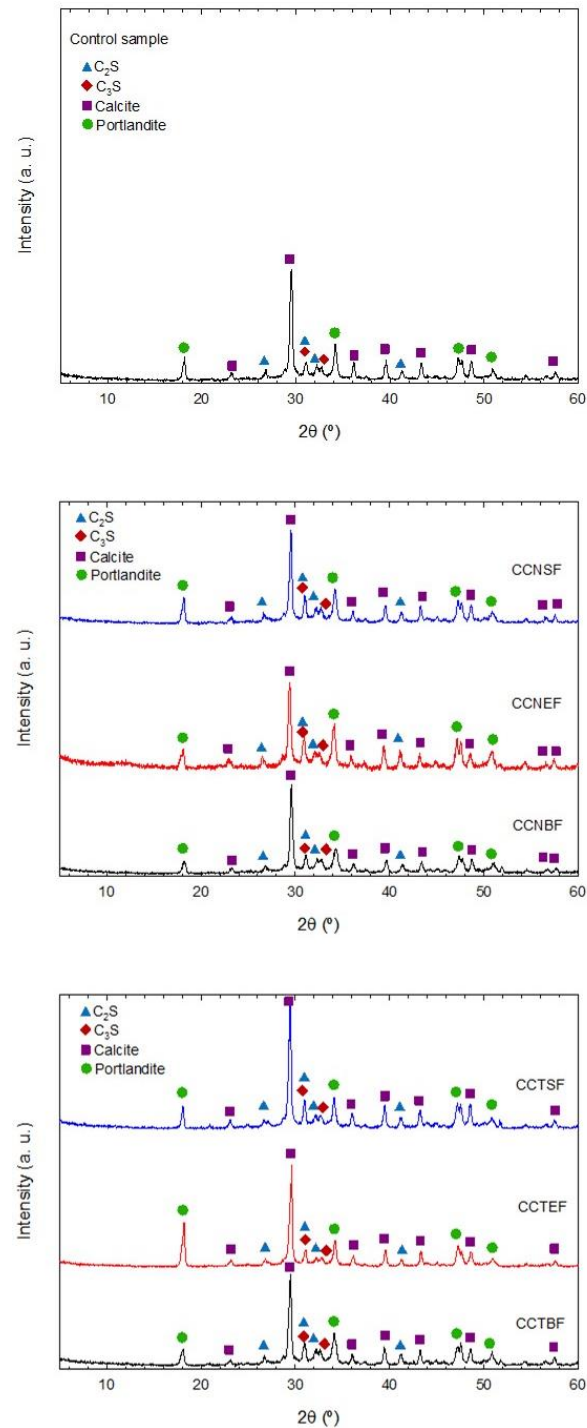 Control sample
C₂S
C₃S
Calcite
Portlandite
Intensity (a. u.)
10 20 30 40 50 60
2θ (º)
C₂S
C₃S
Calcite
Portlandite
CCNSF
CCNEF
CCNBF
Intensity (a. u.)
10 20 30 40 50 60
2θ (º)
C₂S
C₃S
Calcite
Portlandite
CCTSF
CCTEF
CCTBF
Intensity (a. u.)
10 20 30 40 50 60
2θ (º)